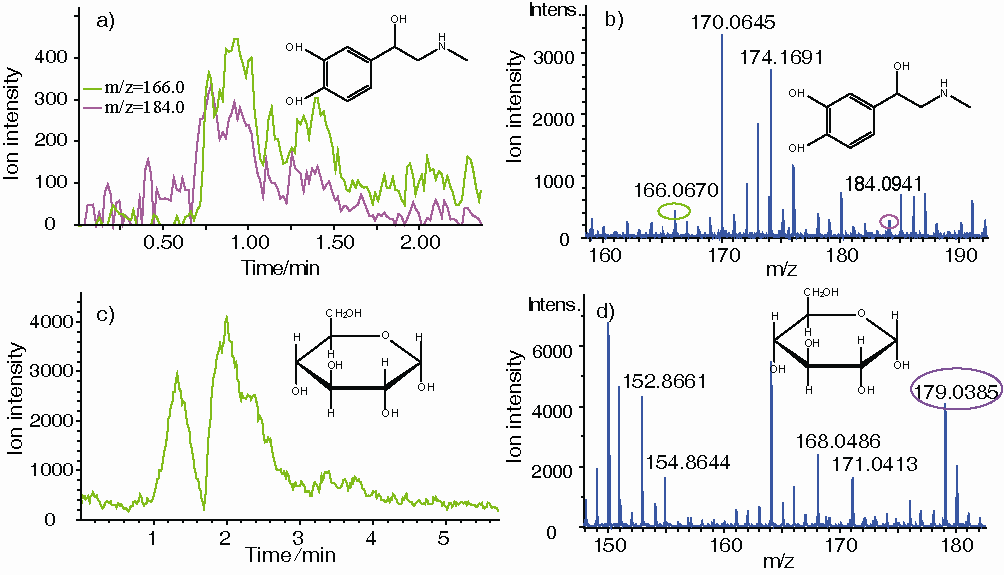 a)
Ion intensity
400
300
200
100
0
m/z=166.0
m/z=184.0
OH
OH
OH
H
N
0.50
1.00
1.50
2.00
Time/min
b)
Intens.
Ion intensity
3000
2000
1000
0
170.0645
174.1691
166.0670
184.0941
OH
OH
OH
H
N
160
170
180
190
m/z
c)
Ion intensity
4000
3000
2000
1000
0
CH2OH
H
O
H
H
OH
H
OH
H
OH
OH
1
2
3
4
5
Time/min
d)
Intens.
Ion intensity
6000
4000
2000
0
152.8661
154.8644
168.0486
171.0413
179.0385
CH2OH
H
O
H
H
OH
H
OH
H
OH
OH
150
160
170
180
m/z